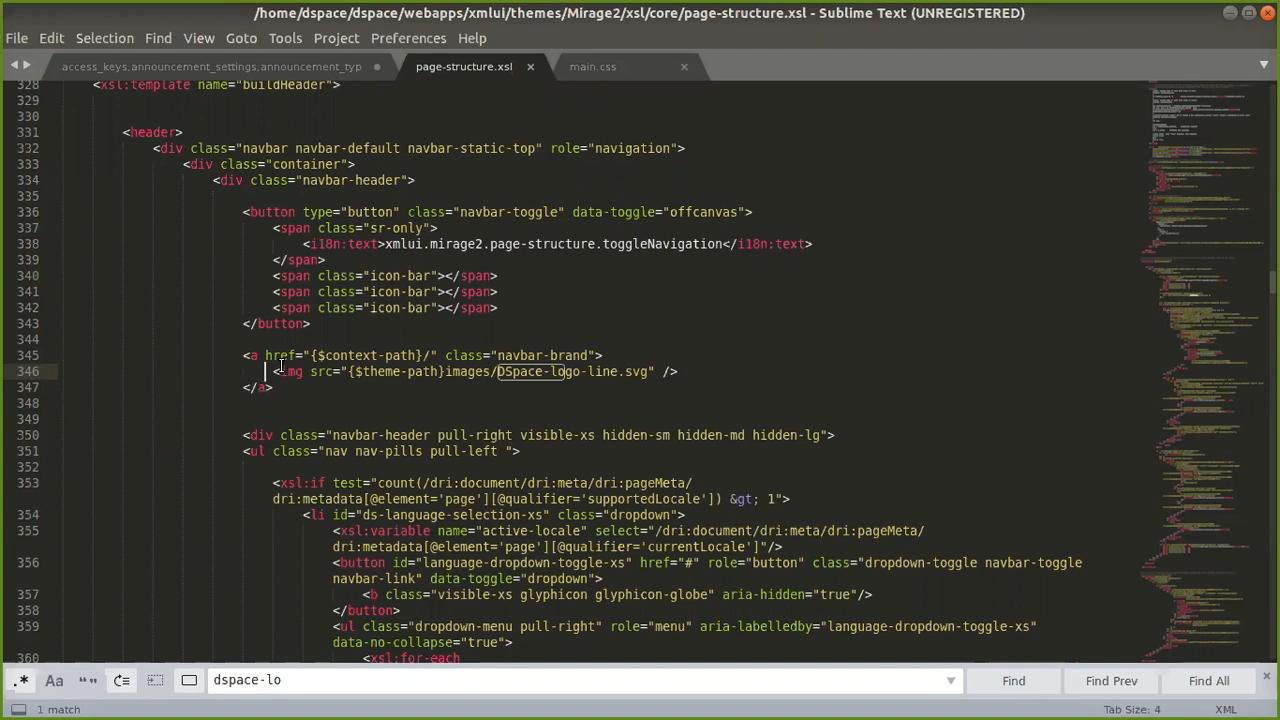 /home/dspace/dspace/webapps/xmlui/themes/Mirage2/xsl/core/page-structure.xsl - Sublime Text (UNREGISTERED)
File Edit Selection Find View Goto Tools Project Preferences Help
access_keys,announcement_settings,announcement_typ page-structure.xsl × main.css ×
328 <xsl:template name="buildHeader">
329
330
331 <header>
332 <div class="navbar navbar-default navbar-static-top" role="navigation">
333 <div class="container">
334 <div class="navbar-header">
335
336 <button type="button" class="navbar-toggle" data-toggle="offcanvas">
337 <span class="sr-only">
338 <i18n:text>xmlui.mirage2.page-structure.toggleNavigation</i18n:text>
339 </span>
340 <span class="icon-bar"></span>
341 <span class="icon-bar"></span>
342 <span class="icon-bar"></span>
343 </button>
344
345 <a href="{$context-path}/" class="navbar-brand">
346 <img src="{$theme-path}images/DSpace-logo-line.svg" />
347 </a>
348
349
350 <div class="navbar-header pull-right visible-xs hidden-sm hidden-md hidden-lg">
351 <ul class="nav nav-pills pull-left ">
352
353 <xsl:if test="count(/dri:document/dri:meta/dri:pageMeta/
dri:metadata[@element='page'][@qualifier='supportedLocale']) &gt; 1">
354 <li id="ds-language-selection-xs" class="dropdown">
355 <xsl:variable name="active-locale" select="/dri:document/dri:meta/dri:pageMeta/
dri:metadata[@element='page'][@qualifier='currentLocale']"/>
356 <button id="language-dropdown-toggle-xs" href="#" role="button" class="dropdown-toggle navbar-toggle
navbar-link" data-toggle="dropdown">
357 <b class="visible-xs glyphicon glyphicon-globe" aria-hidden="true"/>
358 </button>
359 <ul class="dropdown-menu pull-right" role="menu" aria-labelledby="language-dropdown-toggle-xs"
data-no-collapse="true">
360 <xsl:for-each
.* Aa “” dspace-lo Find Find Prev Find All ×
1 match Tab Size: 4 XML